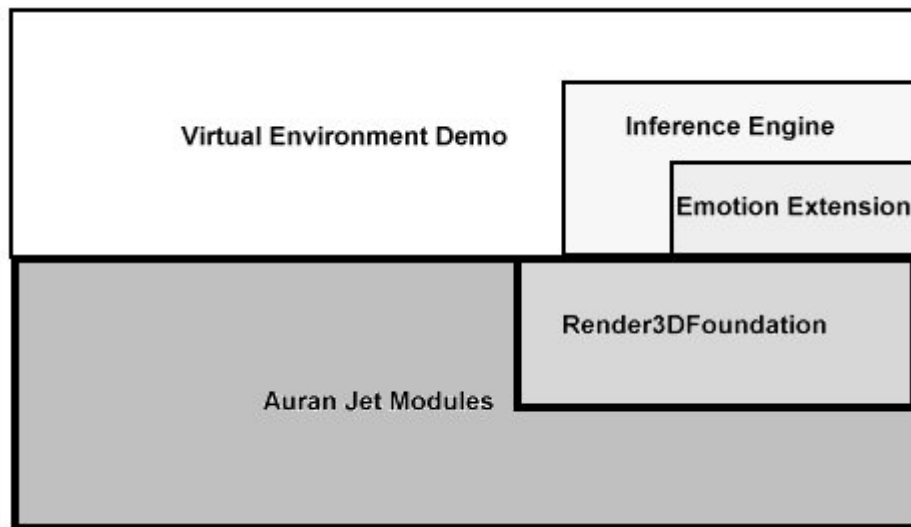 Inference Engine
Virtual Environment Demo
Emotion Extension
Render3DFoundation
Auran Jet Modules